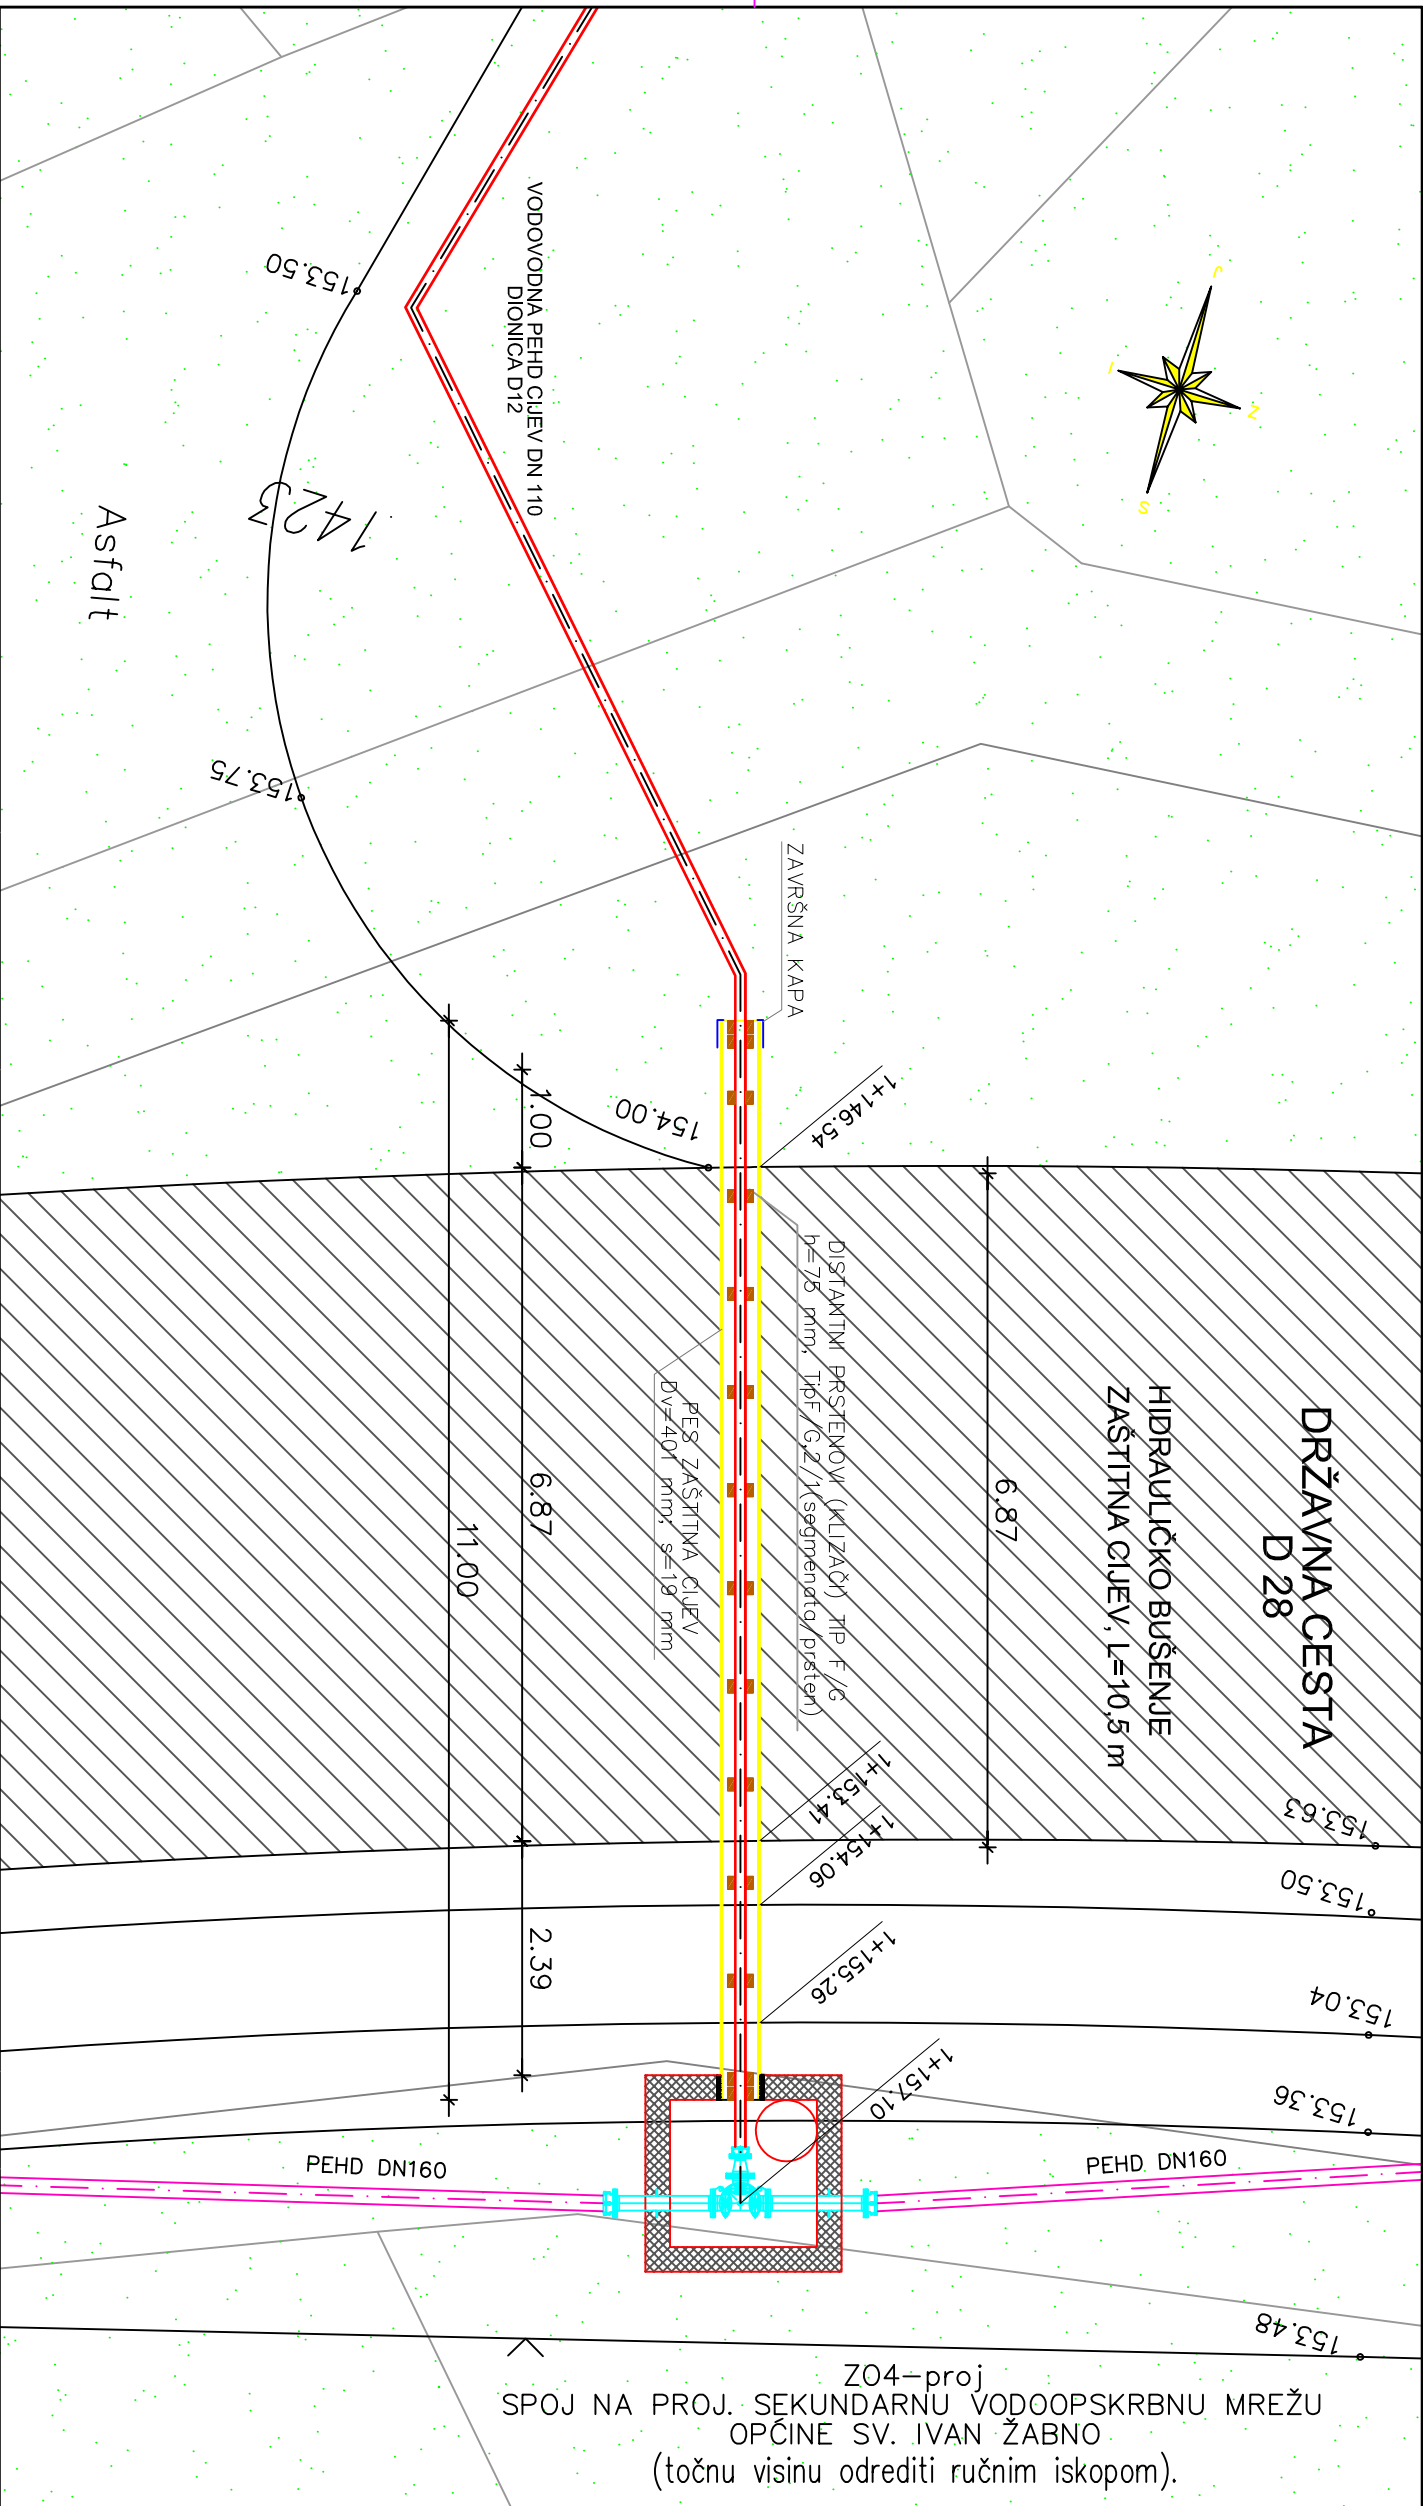 J
I
Z
S
VODOVODNA PEHD CIJEV DN 110
DIONICA D12
153.50
1423
Asfalt
153.75
ZAVRŠNA KAPA
1+146.54
154.00
1.00
DISTANTNI PRSTENOVI (KLIZAČI) TIP F/G
h=75 mm, TipF/G,2/1(segmenata/prsten)
PES ZAŠTITNA CIJEV
Dv=401 mm; s=19 mm
6.87
6.87
11.00
DRŽAVNA CESTA
D 28
HIDRAULIČKO BUŠENJE
ZAŠTITNA CIJEV, L=10,5 m
1+153.41
1+154.06
153.63
153.50
2.39
1+155.26
153.04
1+157.10
153.36
PEHD DN160
PEHD DN160
153.48
ZO4-proj
SPOJ NA PROJ. SEKUNDARNU VODOOPSKRBNU MREŽU
OPĆINE SV. IVAN ŽABNO
(točnu visinu odrediti ručnim iskopom).